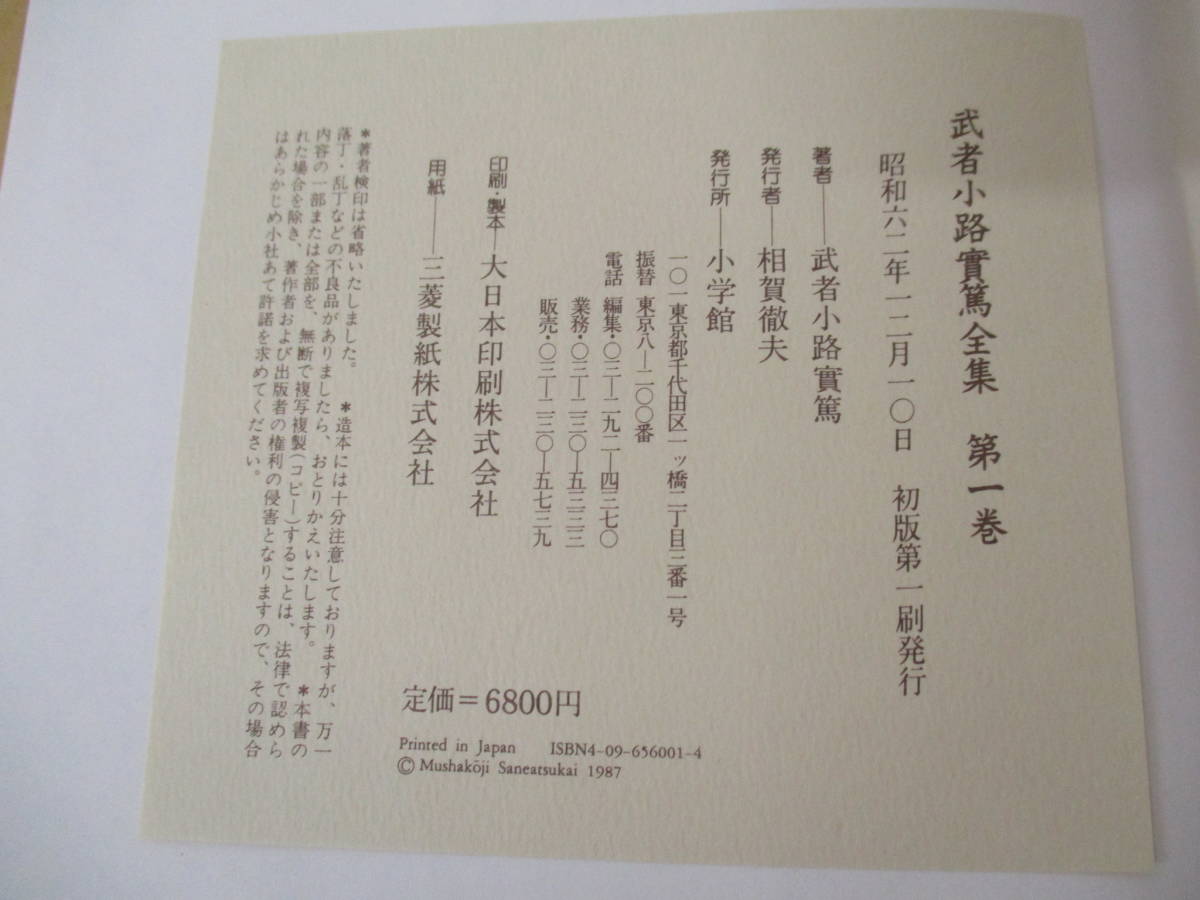 武者小路實篤全集　第一巻
昭和六二年一二月一〇日　初版第一刷発行
著者──武者小路實篤
発行者──相賀徹夫
発行所──小学館
一〇一 東京都千代田区一ッ橋二丁目三番一号
振替 東京八─二〇〇番
電話 編集・〇三─二九二─四三七〇
業務・〇三─二三〇─五三三三
販売・〇三─二三〇─五七三九
印刷・製本─大日本印刷株式会社
用紙──三菱製紙株式会社
＊著者検印は省略いたしました。　＊造本には十分注意しておりますが、万一
落丁・乱丁などの不良品がありましたら、おとりかえいたします。　＊本書の
内容の一部または全部を、無断で複写複製（コピー）することは、法律で認めら
れた場合を除き、著作者および出版者の権利の侵害となりますので、その場合
はあらかじめ小社あて許諾を求めてください。
定価＝6800円
Printed in Japan　ISBN4-09-656001-4
© Mushakōji Saneatsukai 1987